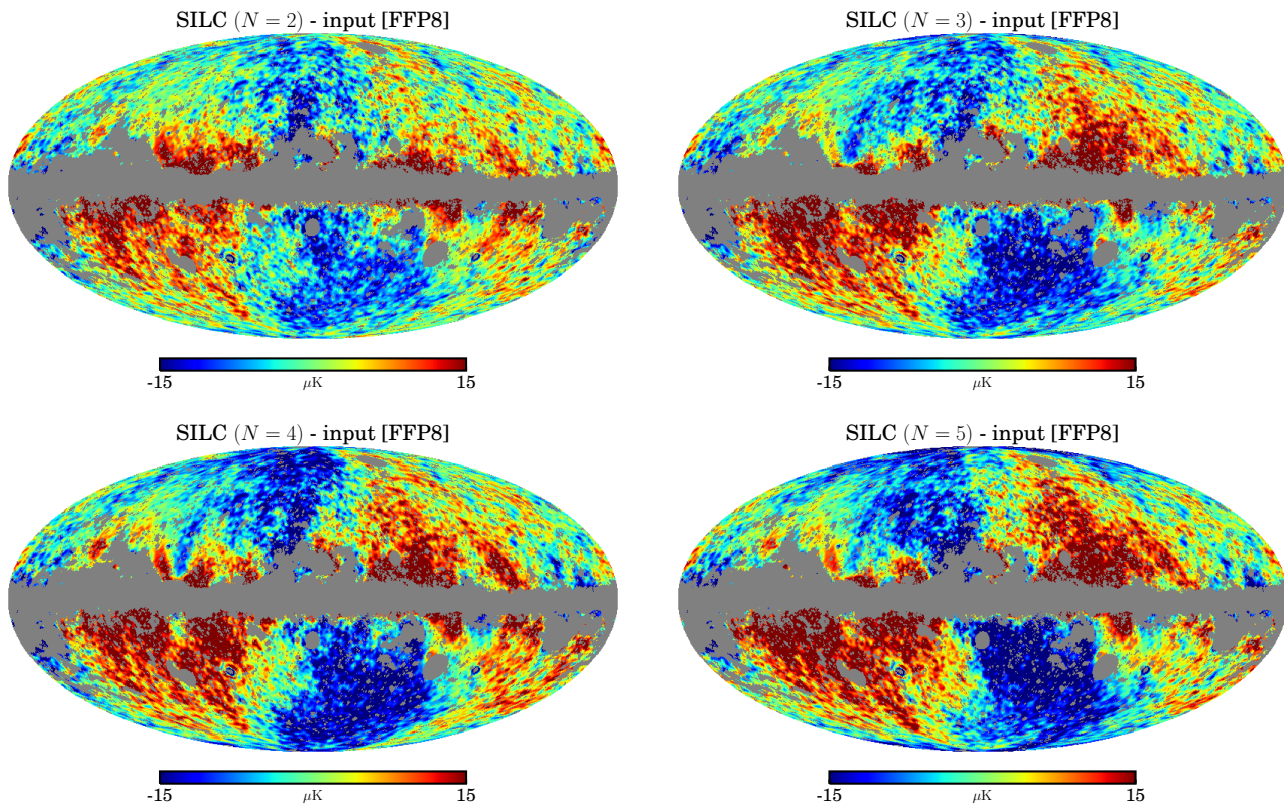 SILC (N = 2) - input [FFP8]
SILC (N = 3) - input [FFP8]
-15 μK 15
-15 μK 15
SILC (N = 4) - input [FFP8]
SILC (N = 5) - input [FFP8]
-15 μK 15
-15 μK 15